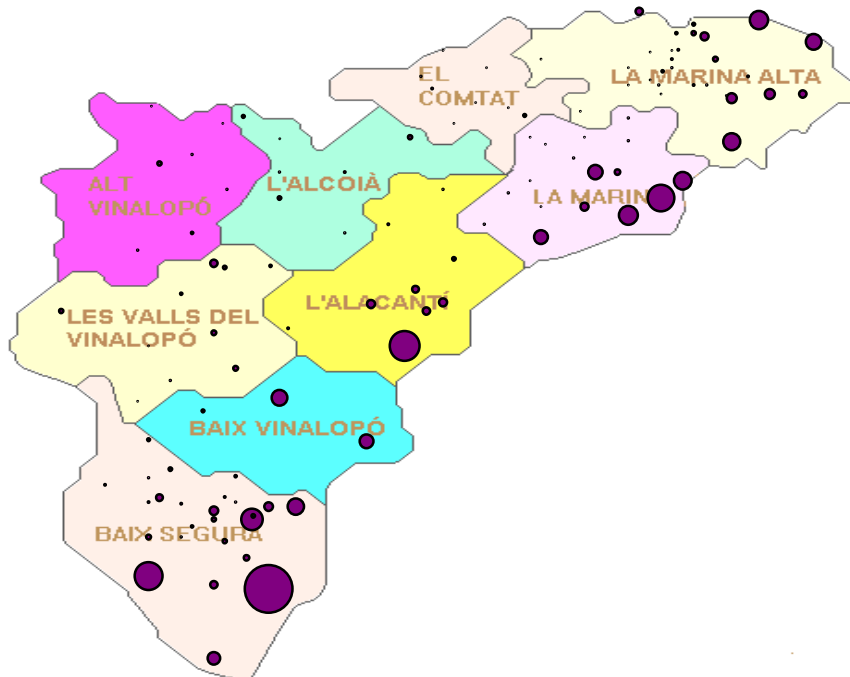 EL
COMTAT
LA MARINA ALTA
ALT
VINALOPÓ
L'ALCOIÀ
LA MARIN
L'ALACANTÍ
LES VALLS DEL
VINALOPÓ
BAIX VINALOPÓ
BAIX SEGURA